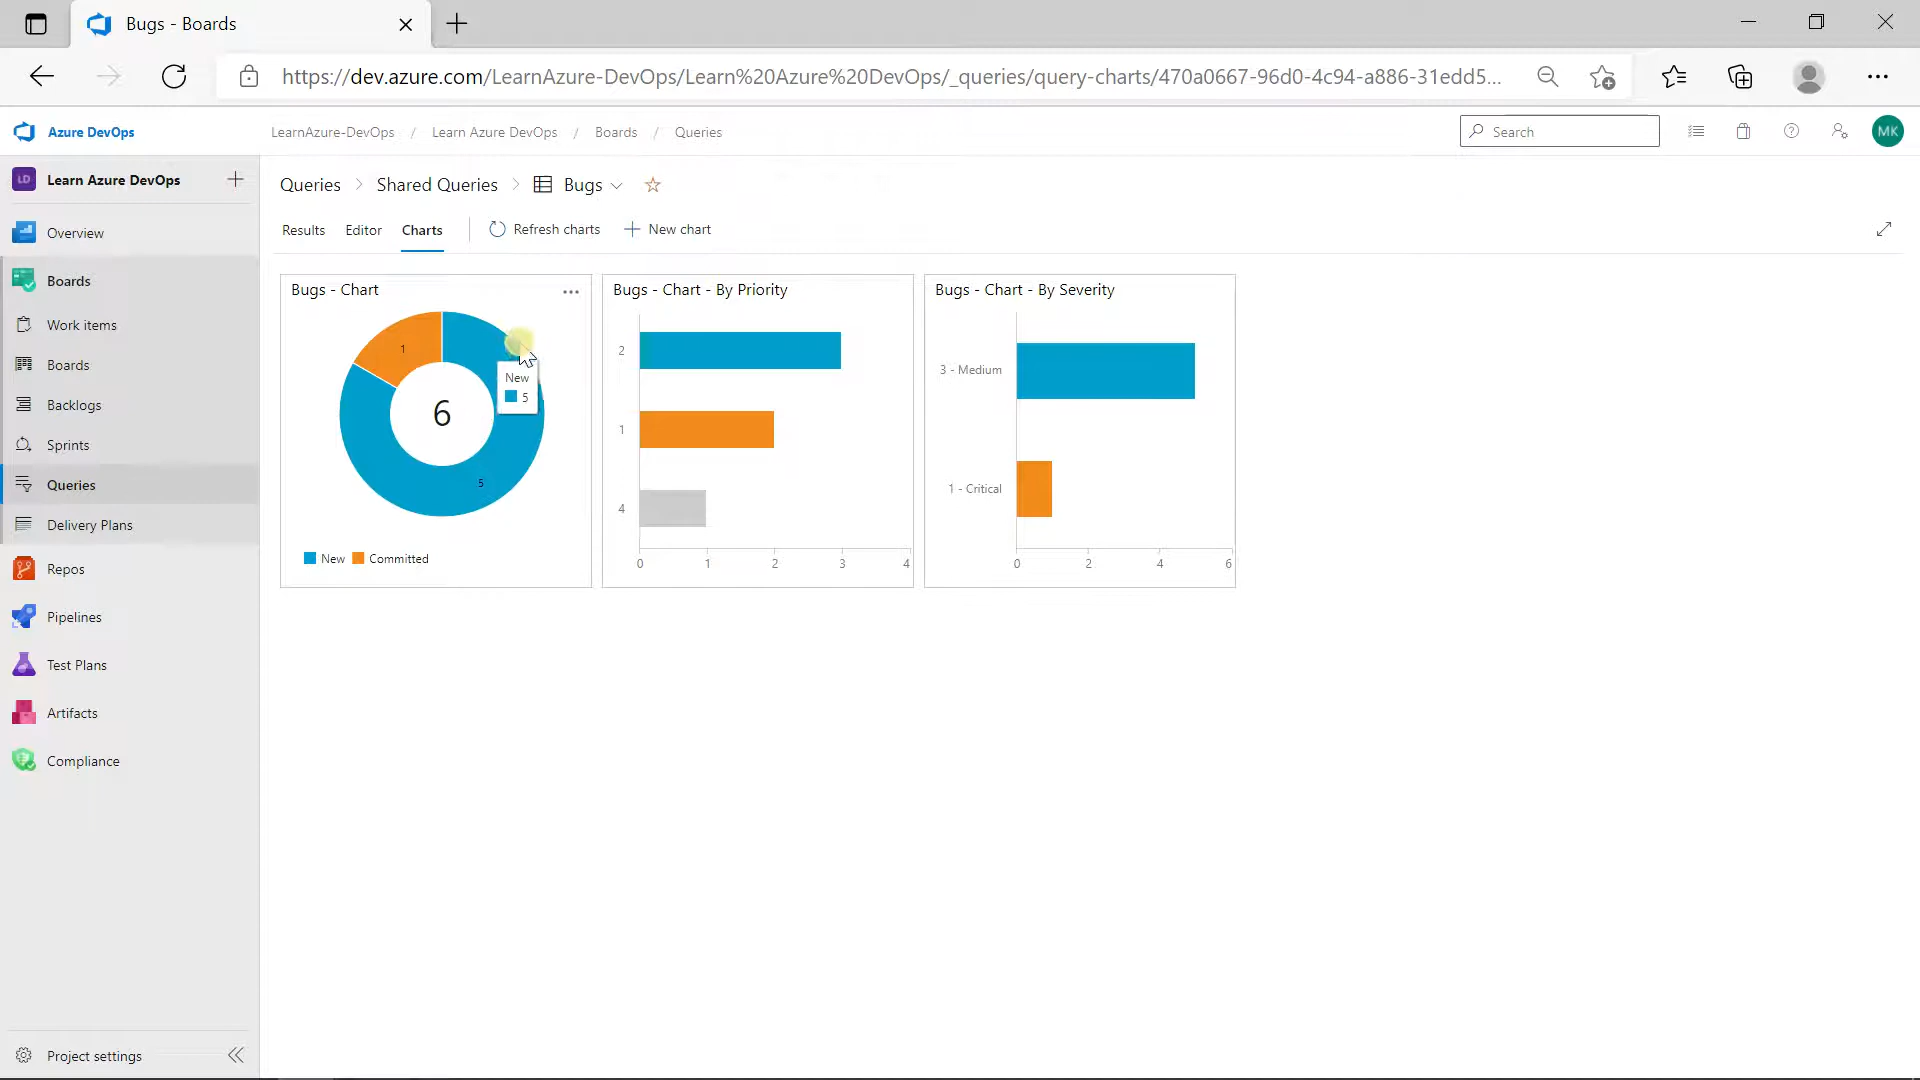 Bugs - Boards
https://dev.azure.com/LearnAzure-DevOps/Learn%20Azure%20DevOps/_queries/query-charts/470a0667-96d0-4c94-a886-31edd5...
Azure DevOps
LearnAzure-DevOps / Learn Azure DevOps / Boards / Queries
Search
MK
LD Learn Azure DevOps
Queries > Shared Queries > Bugs
Overview
Boards
Work items
Boards
Backlogs
Sprints
Queries
Delivery Plans
Repos
Pipelines
Test Plans
Artifacts
Compliance
Project settings
Results Editor Charts Refresh charts New chart
Bugs - Chart
1
6
New
5
5
New Committed
Bugs - Chart - By Priority
2
1
4
0 1 2 3 4
Bugs - Chart - By Severity
3 - Medium
1 - Critical
0 2 4 6